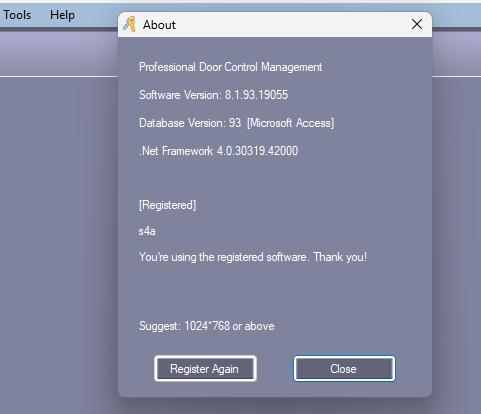 Tools Help
About
Professional Door Control Management
Software Version: 8.1.93.19055
Database Version: 93 [Microsoft Access]
.Net Framework 4.0.30319.42000
[Registered]
s4a
You're using the registered software. Thank you!
Suggest: 1024*768 or above
Register Again Close